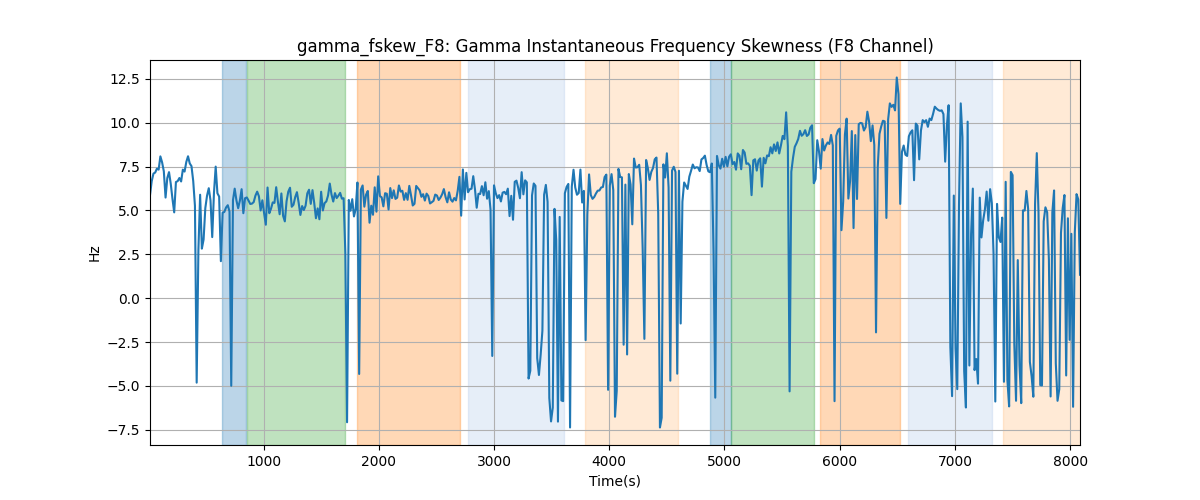 gamma_fskew_F8: Gamma Instantaneous Frequency Skewness (F8 Channel)
12.5
10.0
7.5
5.0
2.5
0.0
−2.5
−5.0
−7.5
Hz
1000 2000 3000 4000 5000 6000 7000 8000
Time(s)